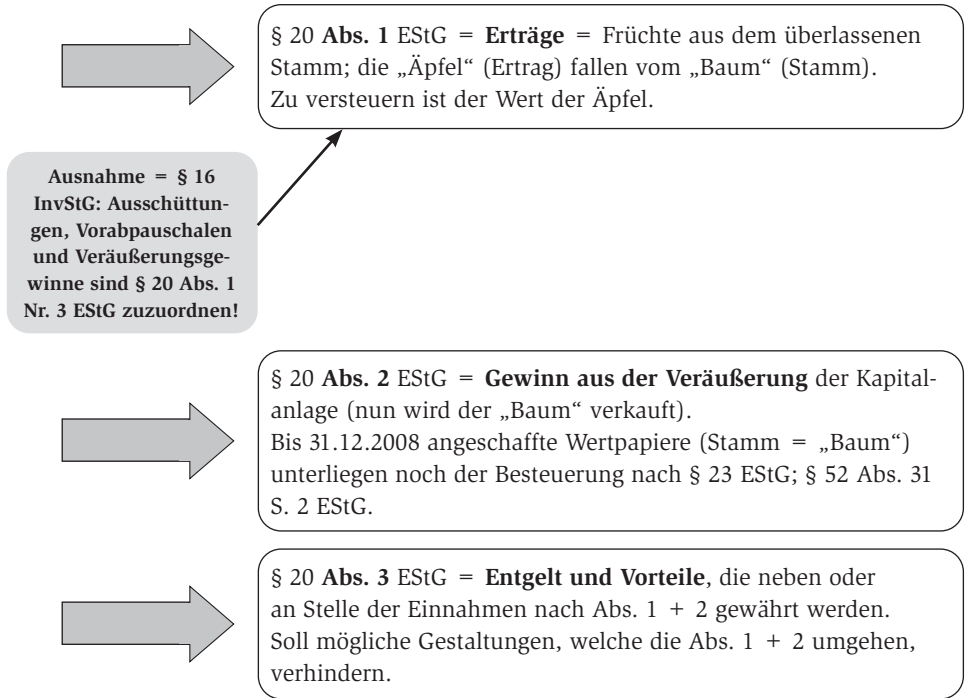 § 20 Abs. 1 EStG = Erträge = Früchte aus dem überlassenen
Stamm; die „Äpfel“ (Ertrag) fallen vom „Baum“ (Stamm).
Zu versteuern ist der Wert der Äpfel.
Ausnahme = § 16
InvStG: Ausschüttun-
gen, Vorabpauschalen
und Veräußerungsge-
winne sind § 20 Abs. 1
Nr. 3 EStG zuzuordnen!
§ 20 Abs. 2 EStG = Gewinn aus der Veräußerung der Kapital-
anlage (nun wird der „Baum“ verkauft).
Bis 31.12.2008 angeschaffte Wertpapiere (Stamm = „Baum“)
unterliegen noch der Besteuerung nach § 23 EStG; § 52 Abs. 31
S. 2 EStG.
§ 20 Abs. 3 EStG = Entgelt und Vorteile, die neben oder
an Stelle der Einnahmen nach Abs. 1 + 2 gewährt werden.
Soll mögliche Gestaltungen, welche die Abs. 1 + 2 umgehen,
verhindern.